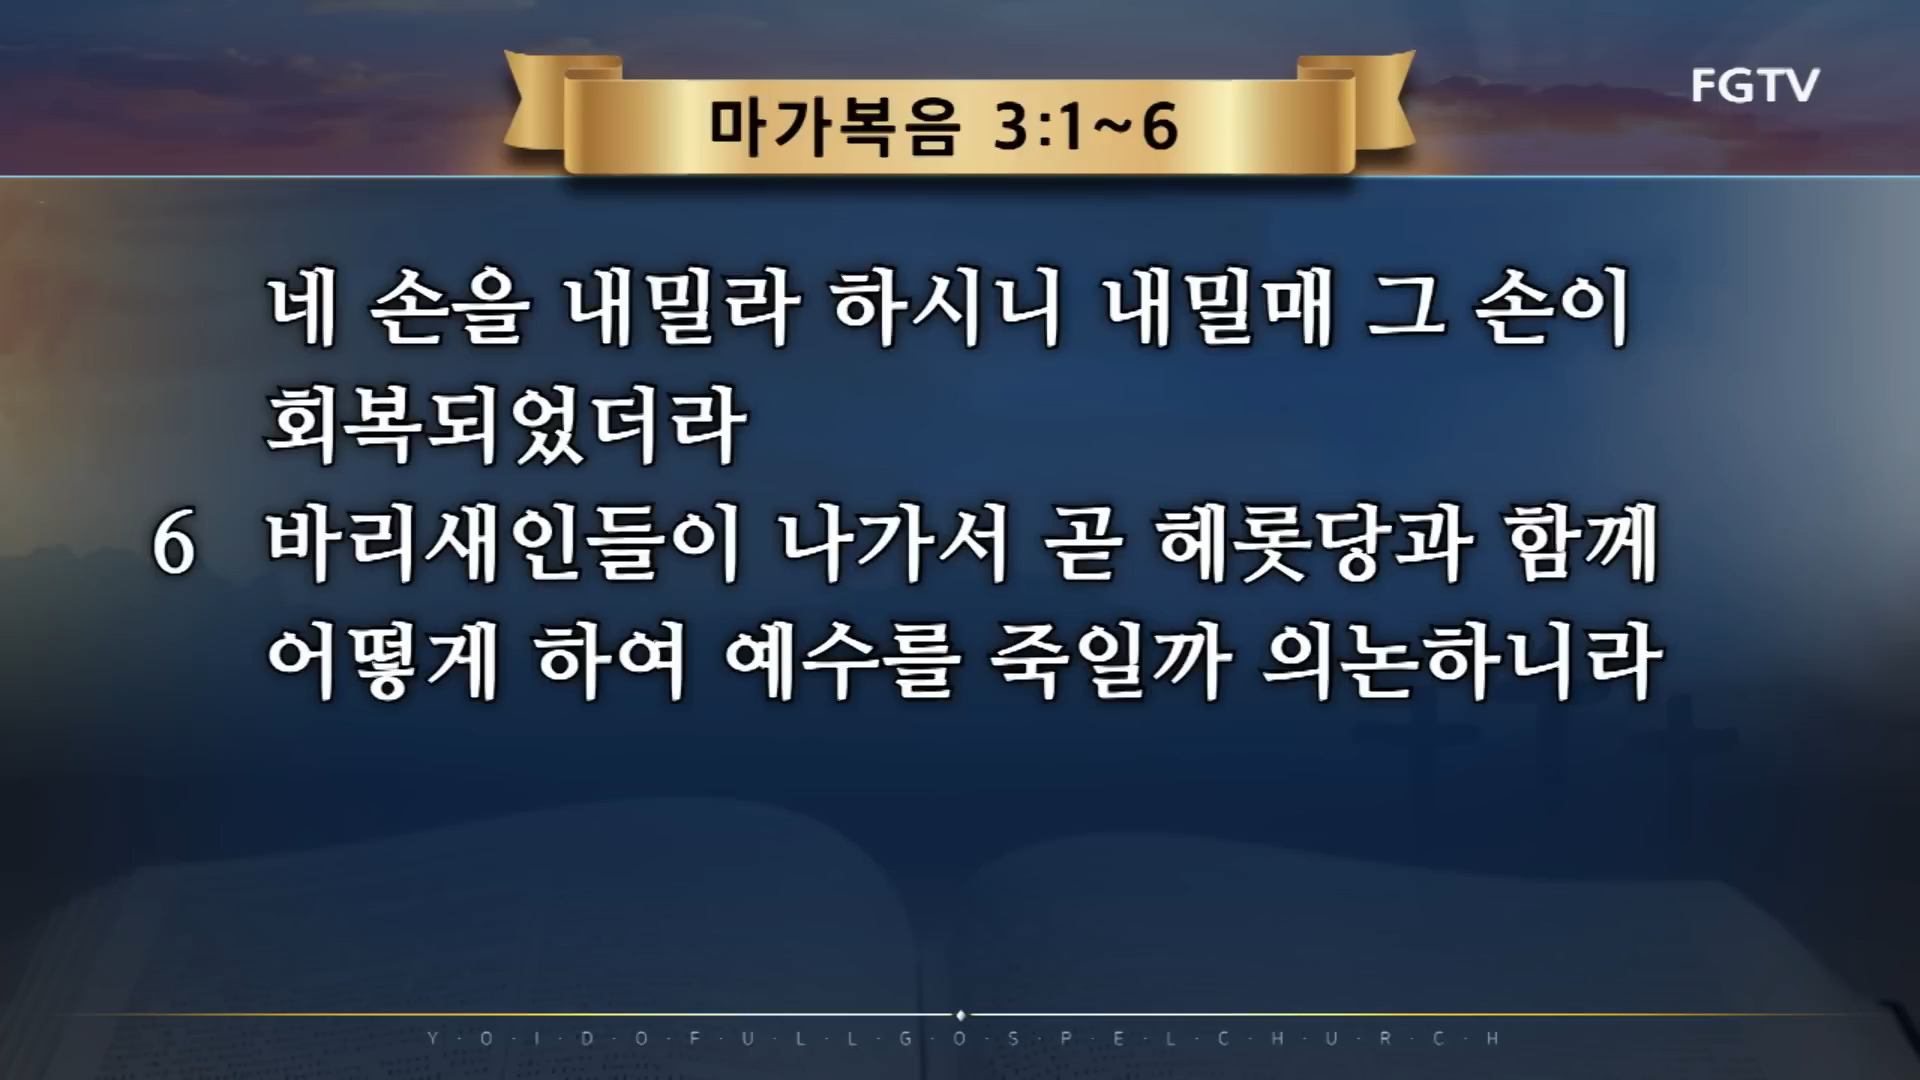 마가복음 3:1~6
FGTV
네 손을 내밀라 하시니 내밀매 그 손이
회복되었더라
6 바리새인들이 나가서 곧 헤롯당과 함께
어떻게 하여 예수를 죽일까 의논하니라
Y·O·I·D·O·F·U·L·L·G·O·S·P·E·L·C·H·U·R·C·H